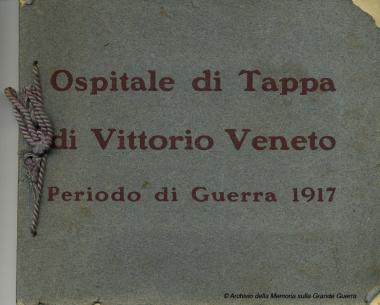 Ospitale di Tappa
di Vittorio Veneto
Periodo di Guerra 1917
© Archivio della Memoria sulla Grande Guerra